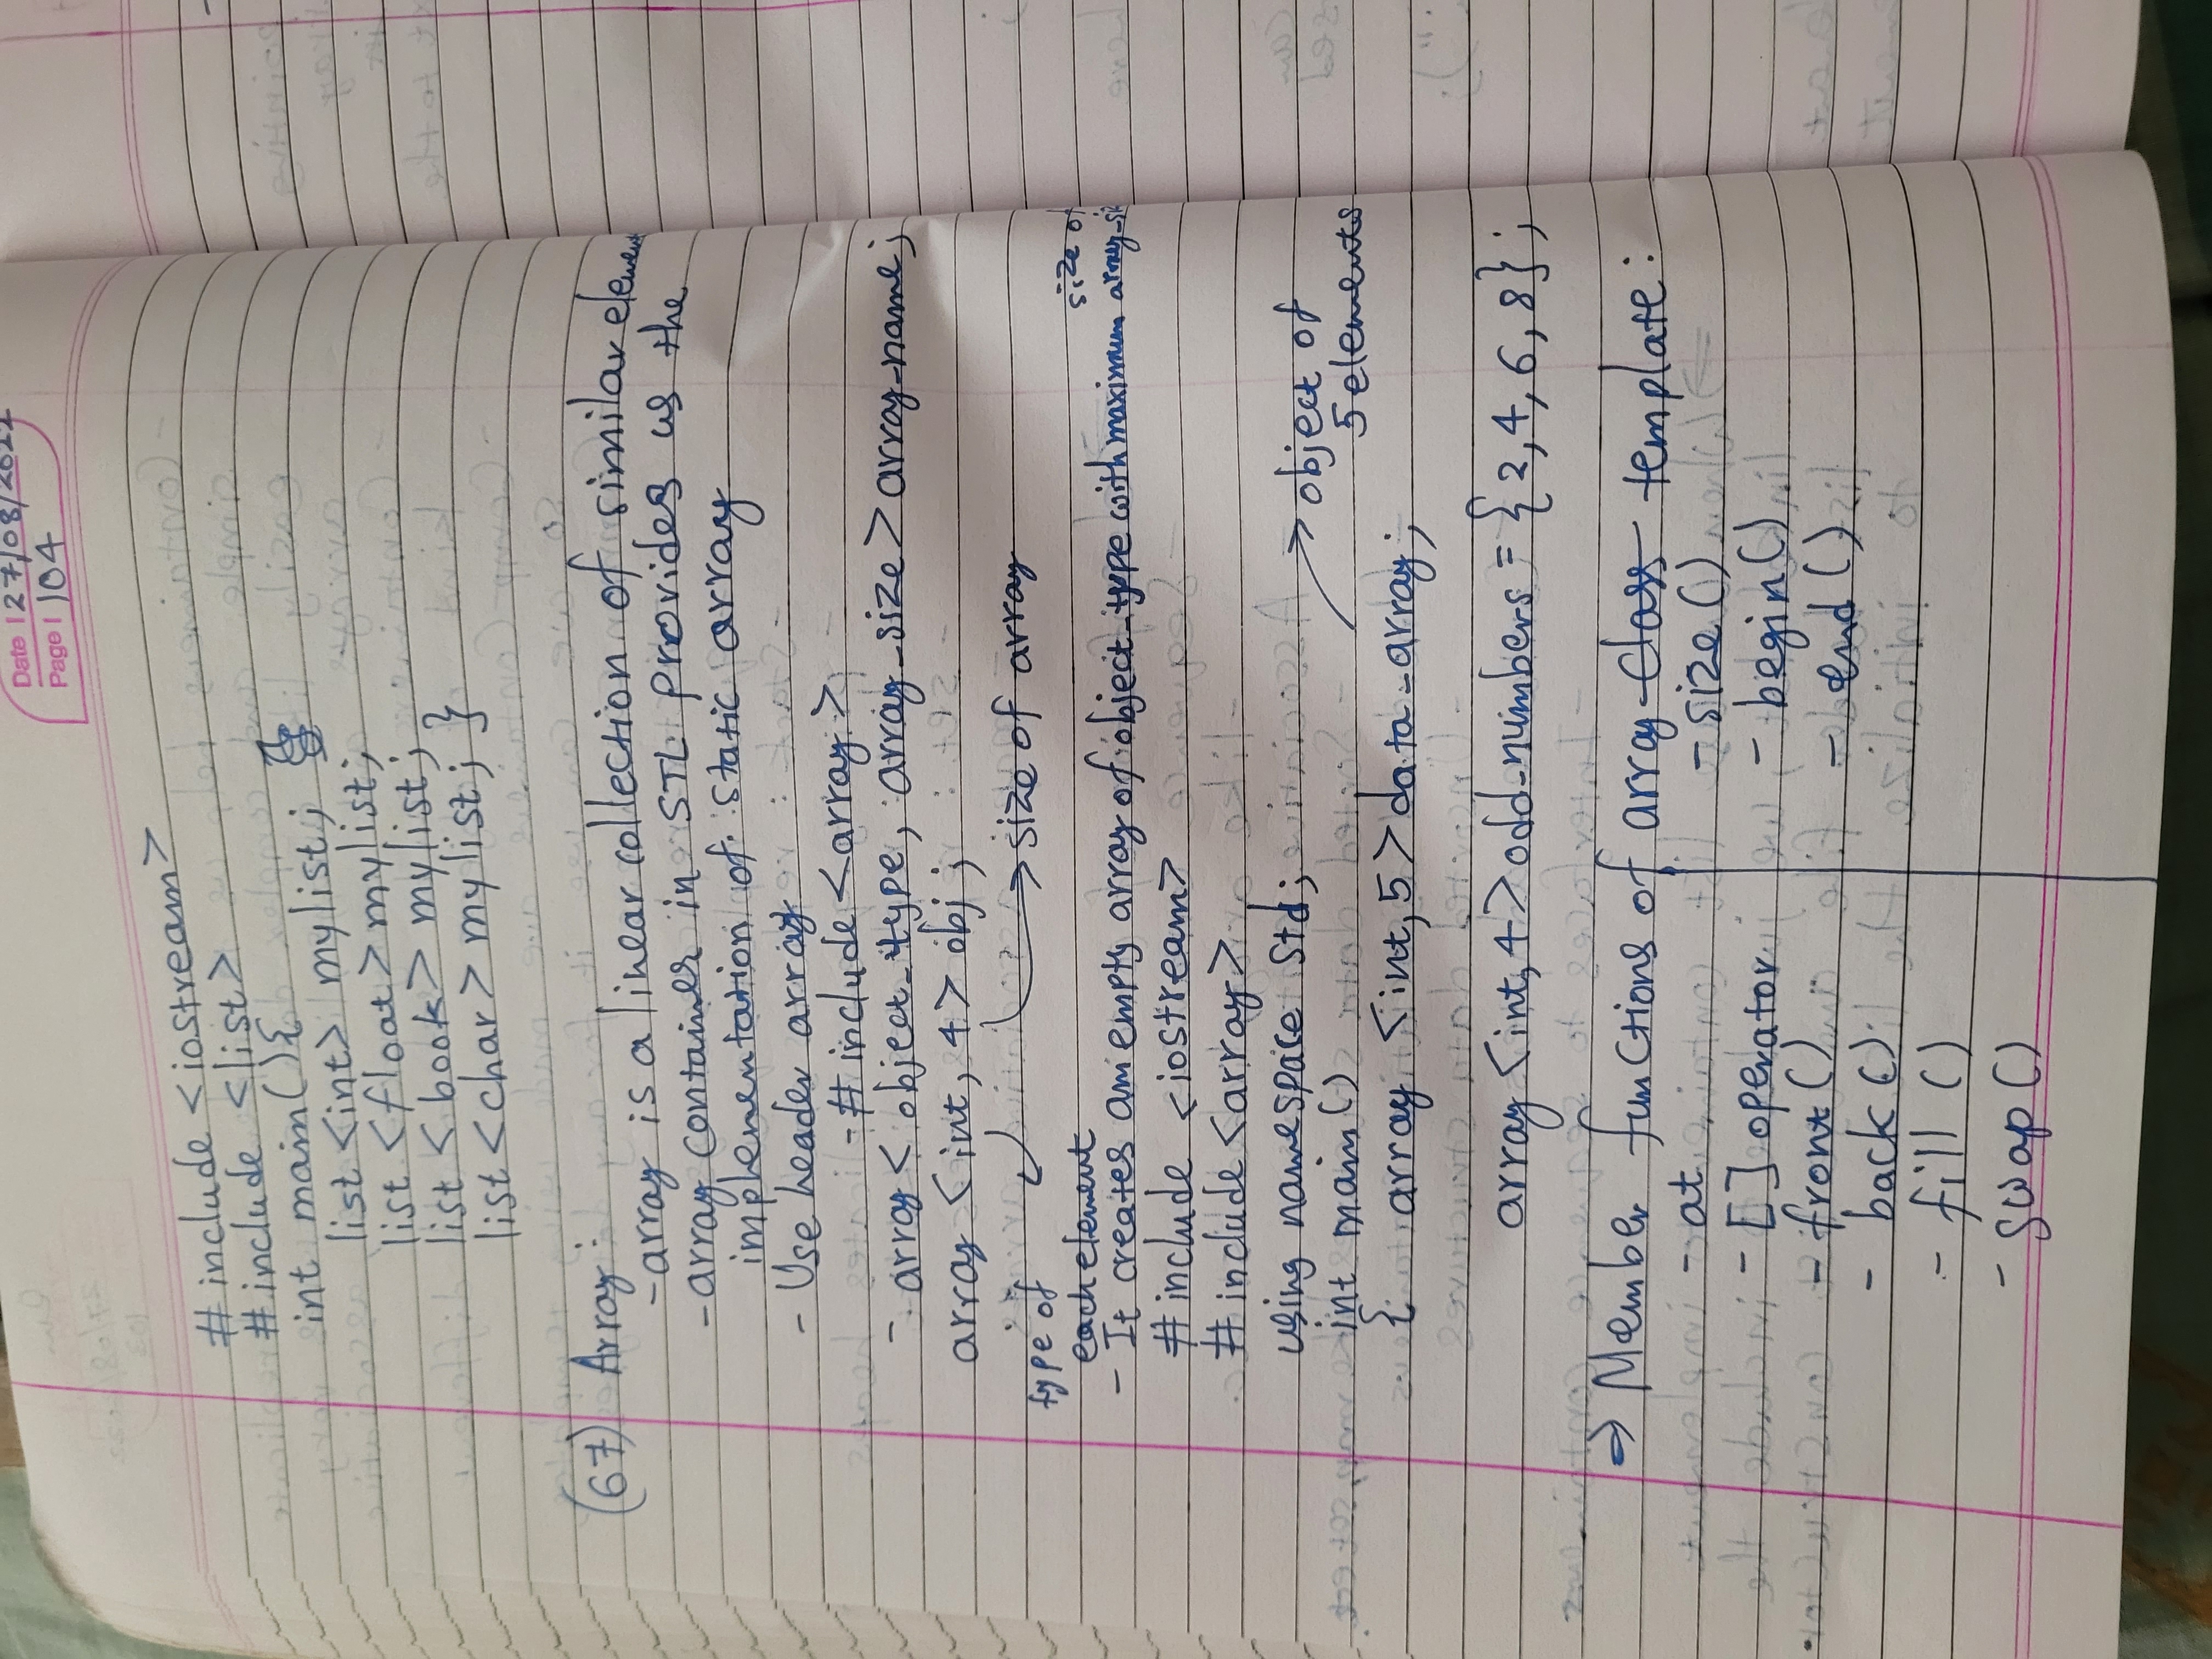 Date 27/08/2022
Page 104
#include <iostream>
#include <list>
int main(){
list <int> mylist;
list <float> mylist;
list <book> mylist;
list <char> mylist; }
(67) Array:
-array is a linear collection of similar element
-array container in STL provides us the
implementation of static array
- Use header array
-#include <array>
- array< object_type, array_size> array_name;
array <int, 4> obj;
size of array
type of
each element
size of
- It creates an empty array of object_type with maximum array_si
#include <iostream>
#include <array>
using namespace std;
int main()
object of
5 elements
{ array <int, 5> data_array;
array <int, 4> odd_numbers = {2, 4, 6, 8};
⇒ Member functions of array class template:
- at
- size()
- [] operator
- begin()
- front()
- end()
- back()
- fill()
- swap()